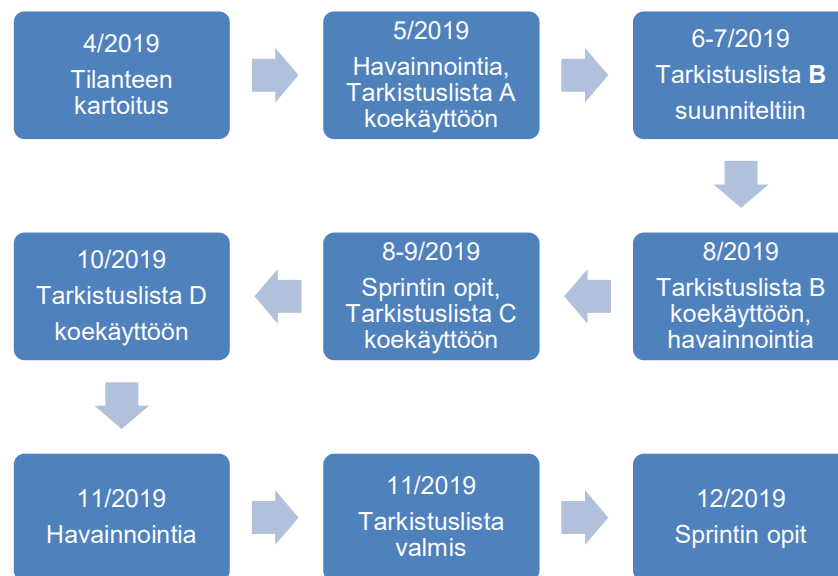 4/2019
Tilanteen
kartoitus
5/2019
Havainnointia,
Tarkistuslista A
koekäyttöön
6-7/2019
Tarkistuslista B
suunniteltiin
8/2019
Tarkistuslista B
koekäyttöön,
havainnointia
8-9/2019
Sprintin opit,
Tarkistuslista C
koekäyttöön
10/2019
Tarkistuslista D
koekäyttöön
11/2019
Havainnointia
11/2019
Tarkistuslista
valmis
12/2019
Sprintin opit